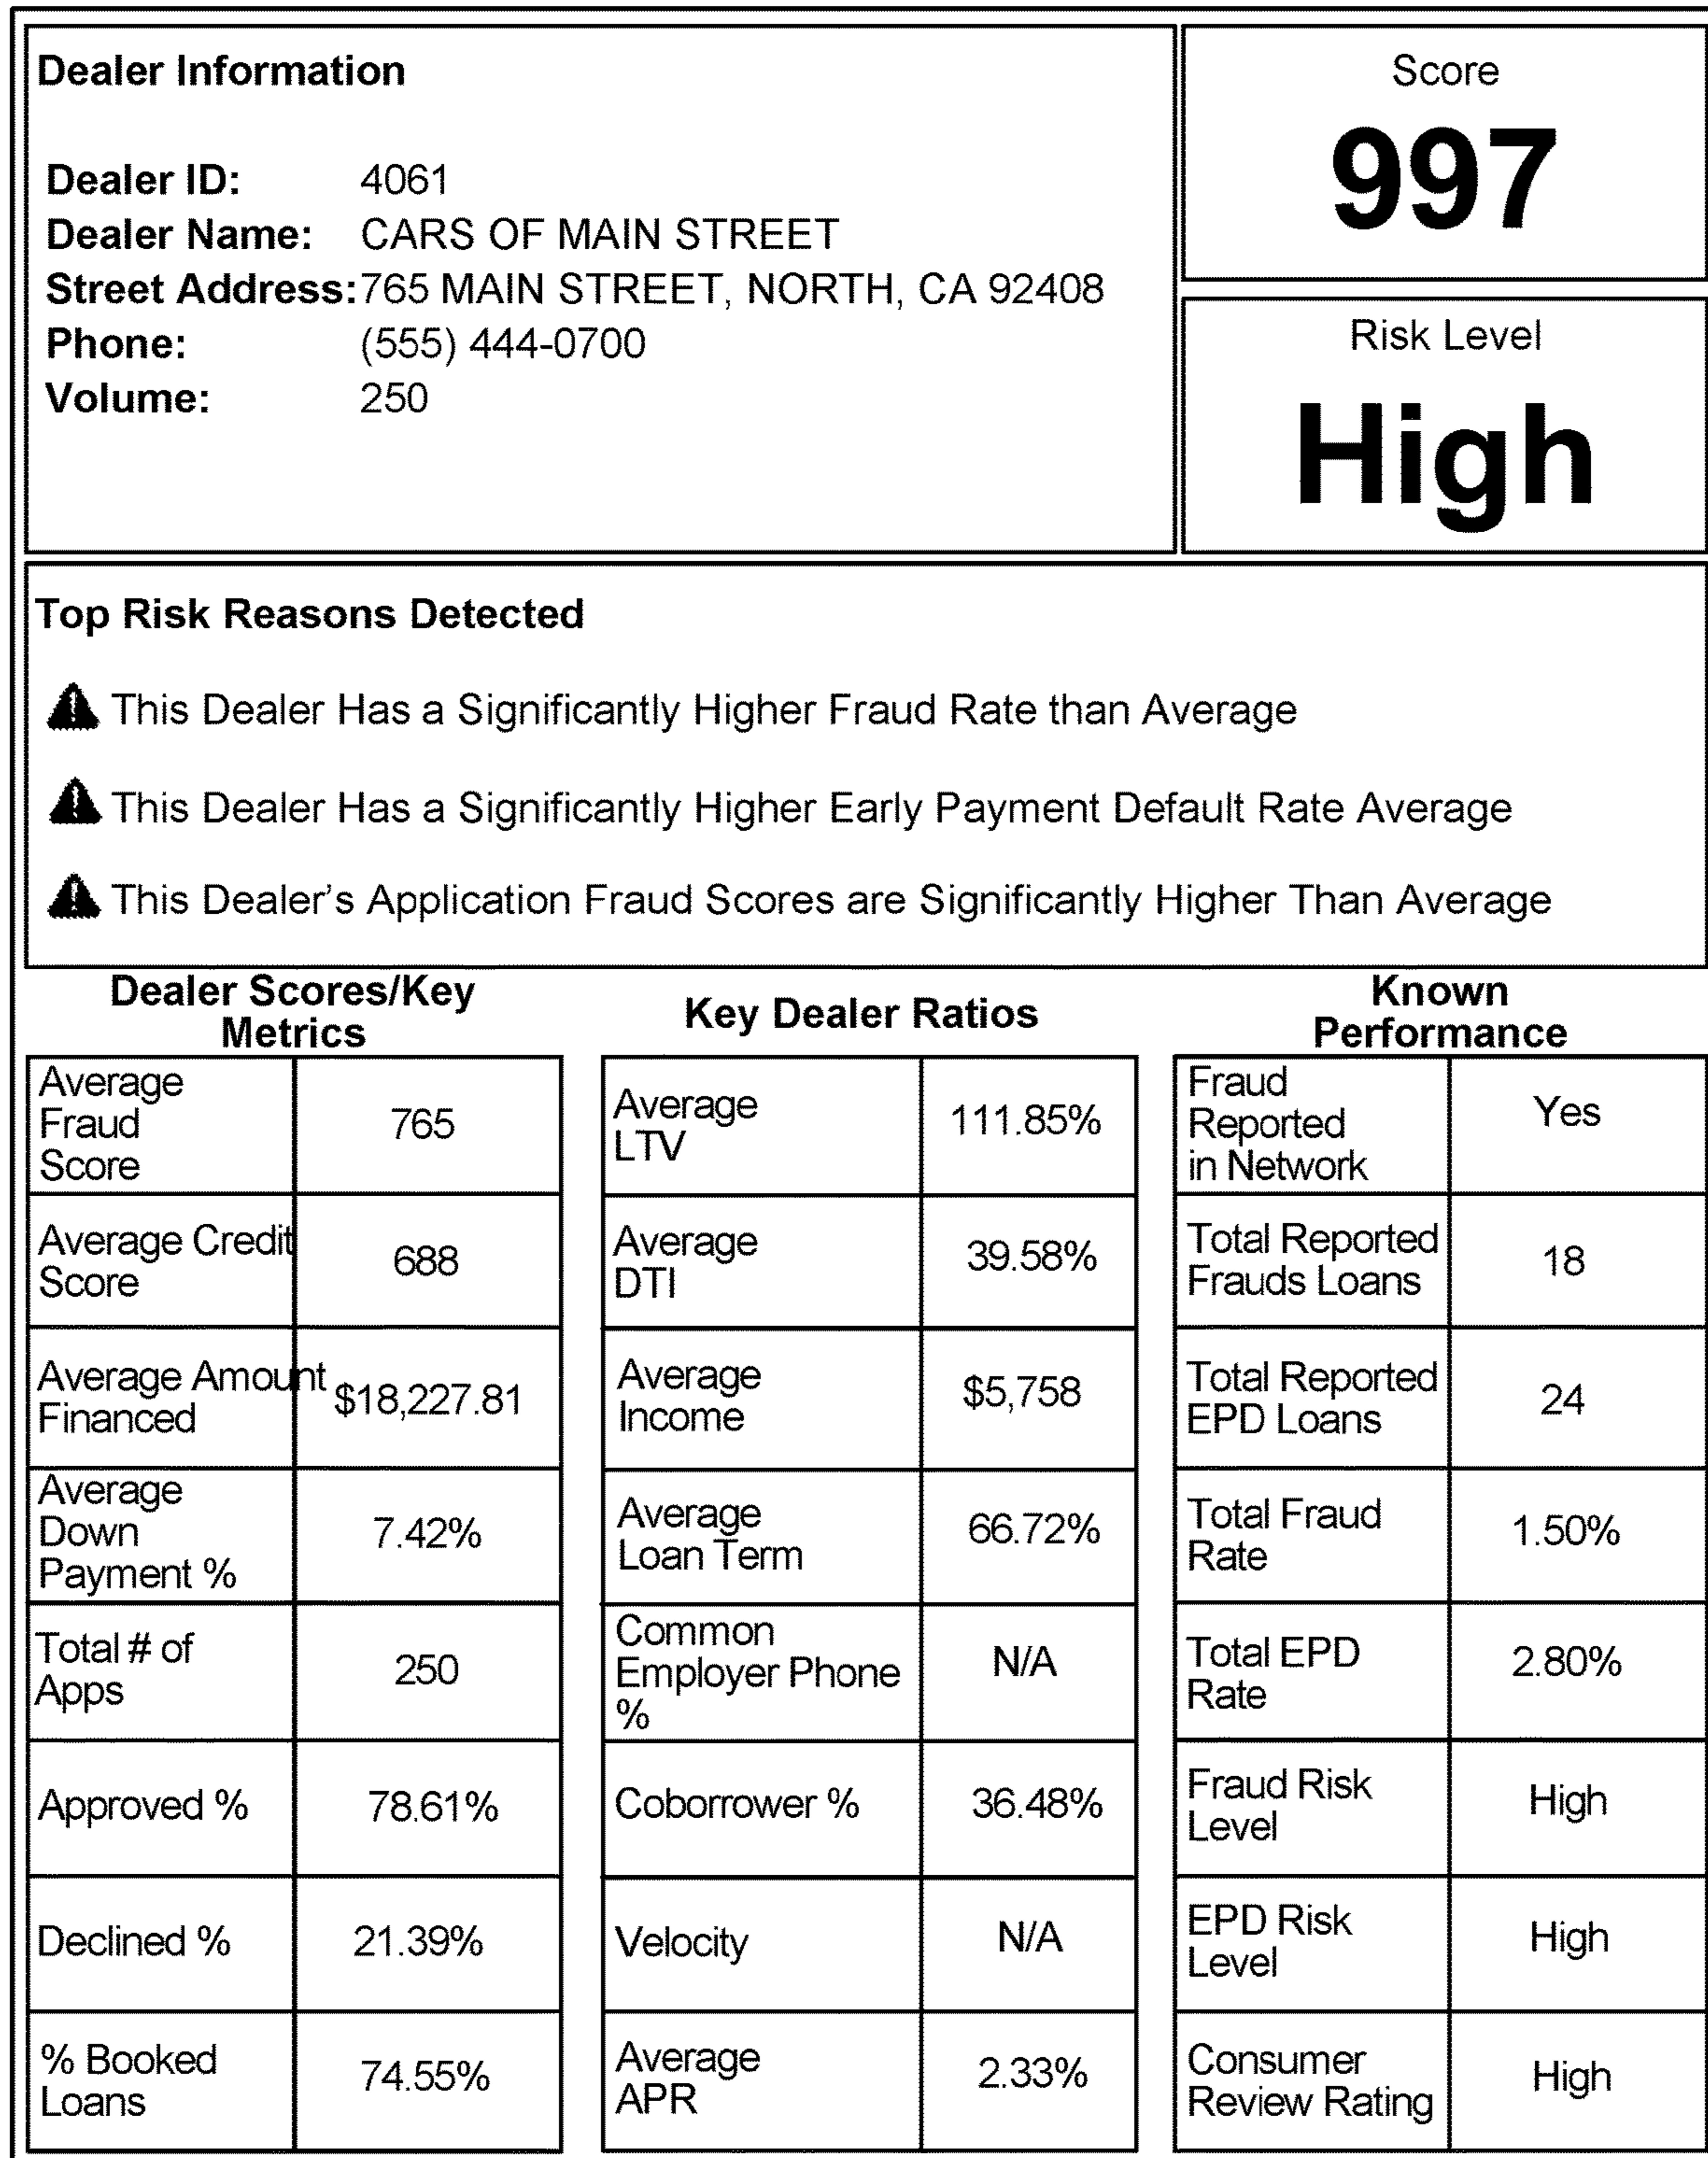 Dealer Information
Dealer ID: 4061
Dealer Name: CARS OF MAIN STREET
Street Address: 765 MAIN STREET, NORTH, CA 92408
Phone: (555) 444-0700
Volume: 250
Score
997
Risk Level
High
Top Risk Reasons Detected
This Dealer Has a Significantly Higher Fraud Rate than Average
This Dealer Has a Significantly Higher Early Payment Default Rate Average
This Dealer's Application Fraud Scores are Significantly Higher Than Average
Dealer Scores/Key
Metrics
Average
Fraud
Score
765
Average Credit
Score
688
Average Amount
Financed
$18,227.81
Average
Down
Payment %
7.42%
Total # of
Apps
250
Approved %
78.61%
Declined %
21.39%
% Booked
Loans
74.55%
Key Dealer Ratios
Average
LTV
111.85%
Average
DTI
39.58%
Average
Income
$5,758
Average
Loan Term
66.72%
Common
Employer Phone
%
N/A
Coborrower %
36.48%
Velocity
N/A
Average
APR
2.33%
Known
Performance
Fraud
Reported
in Network
Yes
Total Reported
Frauds Loans
18
Total Reported
EPD Loans
24
Total Fraud
Rate
1.50%
Total EPD
Rate
2.80%
Fraud Risk
Level
High
EPD Risk
Level
High
Consumer
Review Rating
High